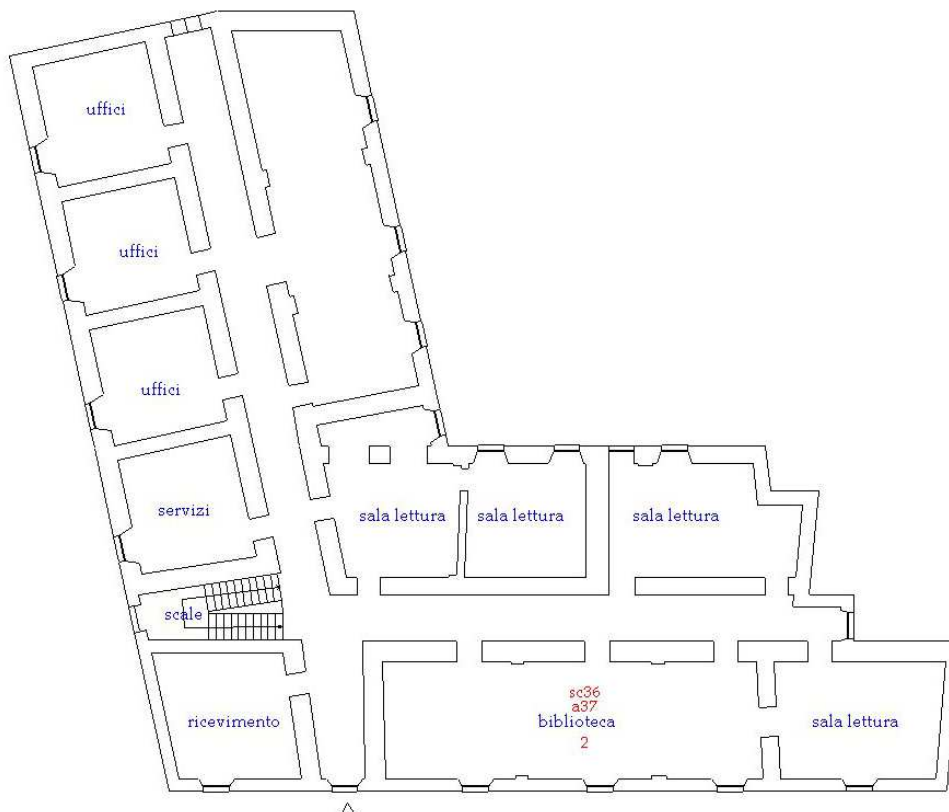 uffici
uffici
uffici
servizi
sala lettura
sala lettura
sala lettura
scale
ricevimento
sc36
a37
biblioteca
2
sala lettura